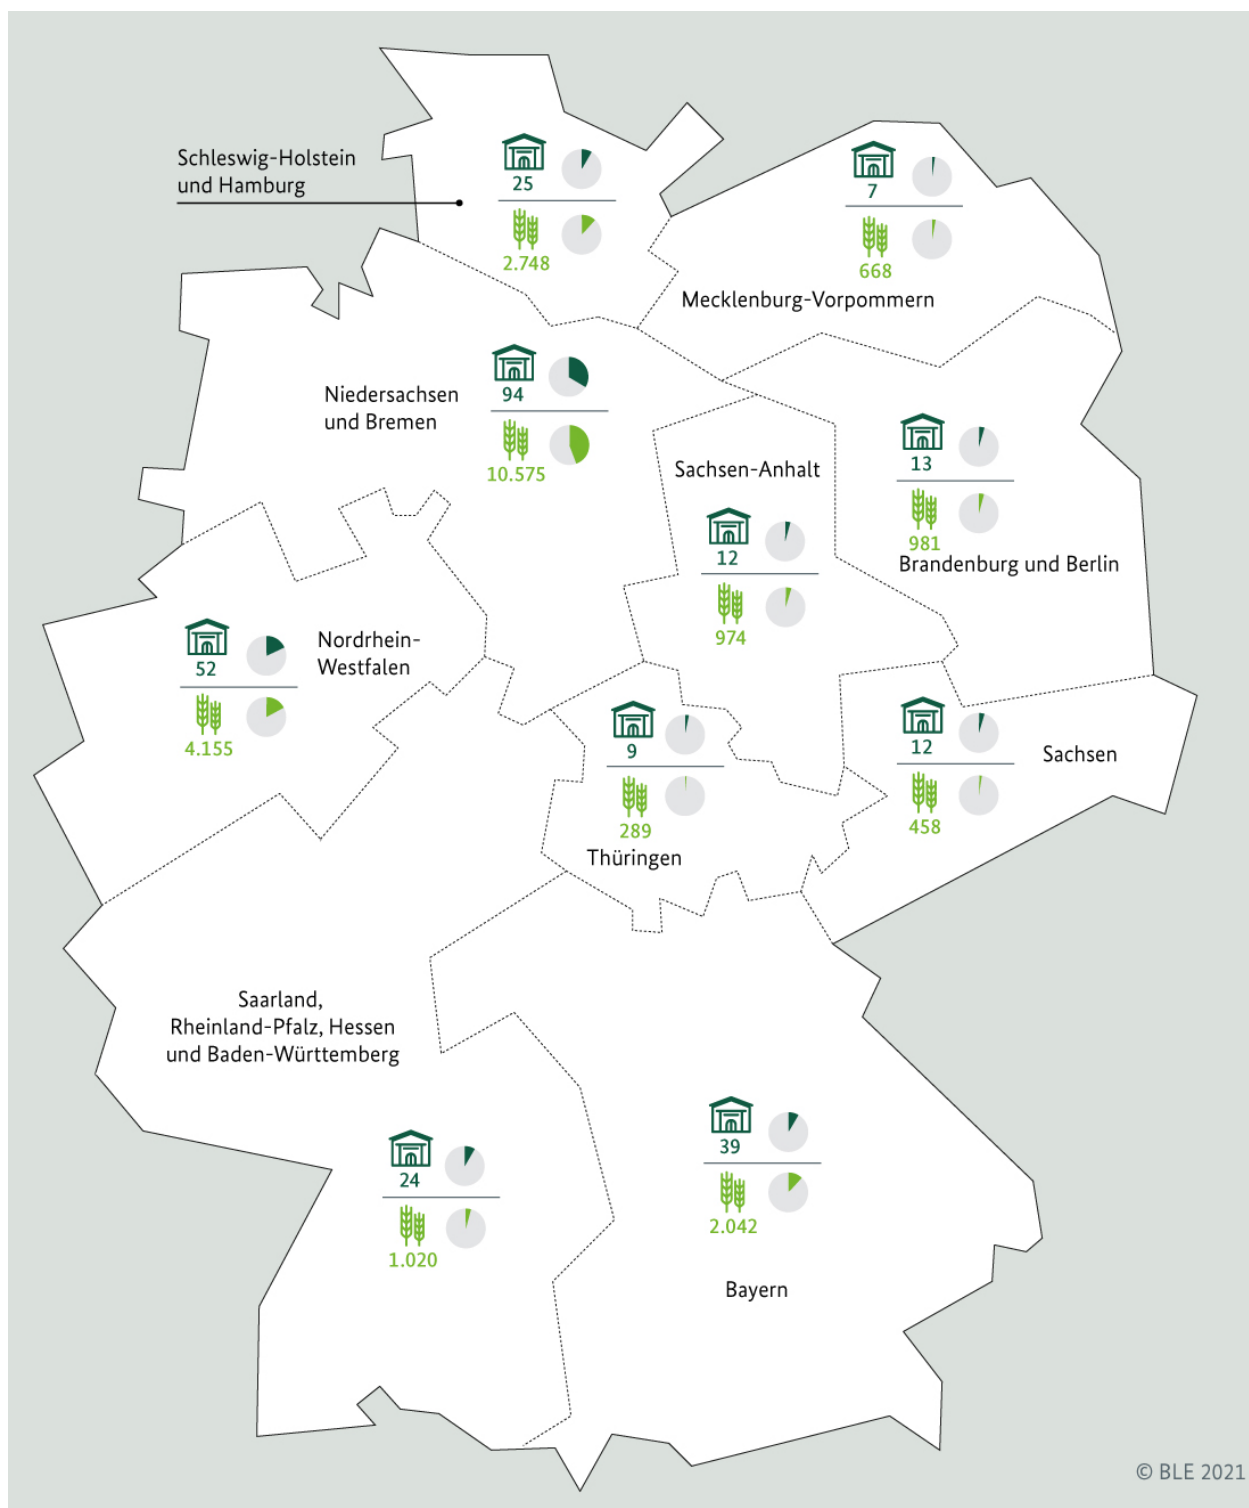 Schleswig-Holstein
und Hamburg
25
2.748
7
668
Mecklenburg-Vorpommern
Niedersachsen
und Bremen
94
10.575
Sachsen-Anhalt
12
974
13
981
Brandenburg und Berlin
52
4.155
Nordrhein-
Westfalen
9
289
Thüringen
12
458
Sachsen
Saarland,
Rheinland-Pfalz, Hessen
und Baden-Württemberg
24
1.020
39
2.042
Bayern
© BLE 2021